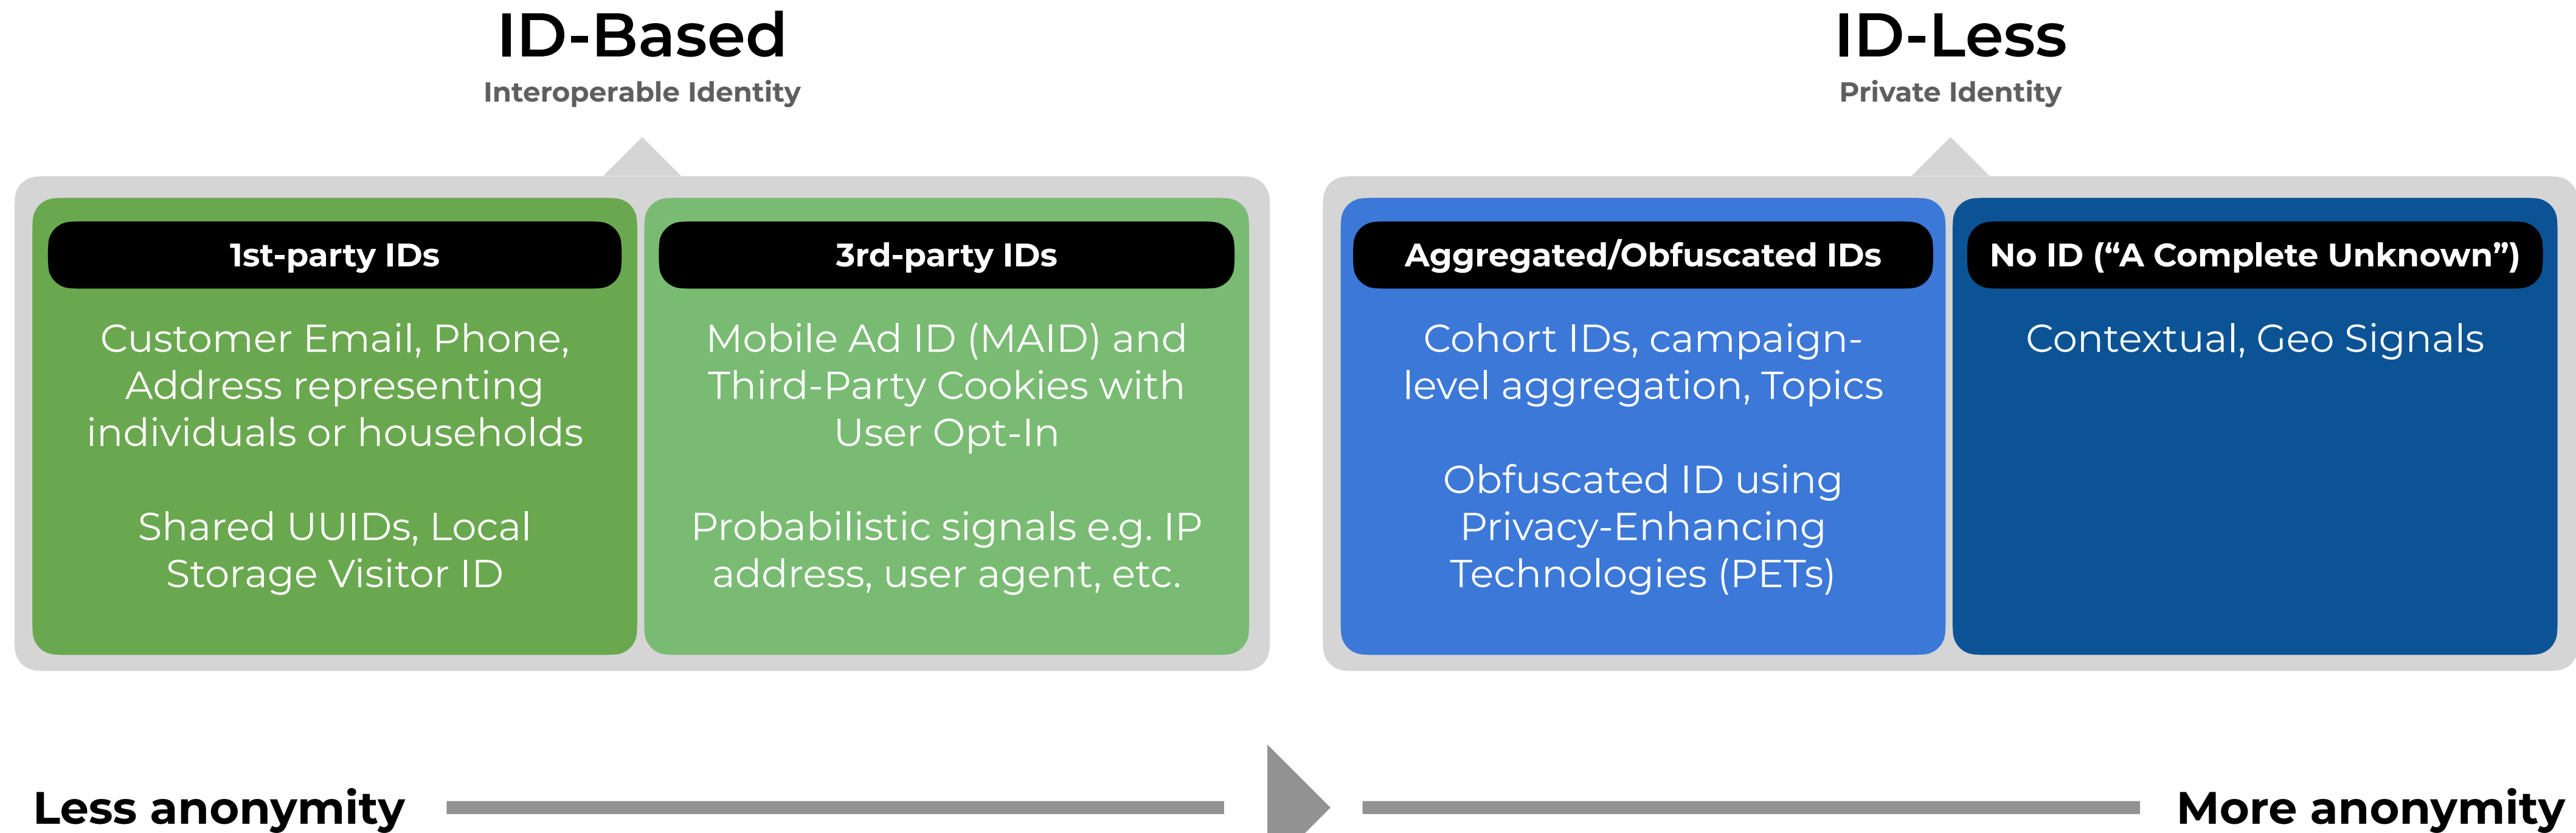 ID-Based
Interoperable Identity
ID-Less
Private Identity
1st-party IDs
Customer Email, Phone,
Address representing
individuals or households
Shared UUIDs, Local
Storage Visitor ID
3rd-party IDs
Mobile Ad ID (MAID) and
Third-Party Cookies with
User Opt-In
Probabilistic signals e.g. IP
address, user agent, etc.
Aggregated/Obfuscated IDs
Cohort IDs, campaign-
level aggregation, Topics
Obfuscated ID using
Privacy-Enhancing
Technologies (PETs)
No ID (“A Complete Unknown”)
Contextual, Geo Signals
Less anonymity
More anonymity